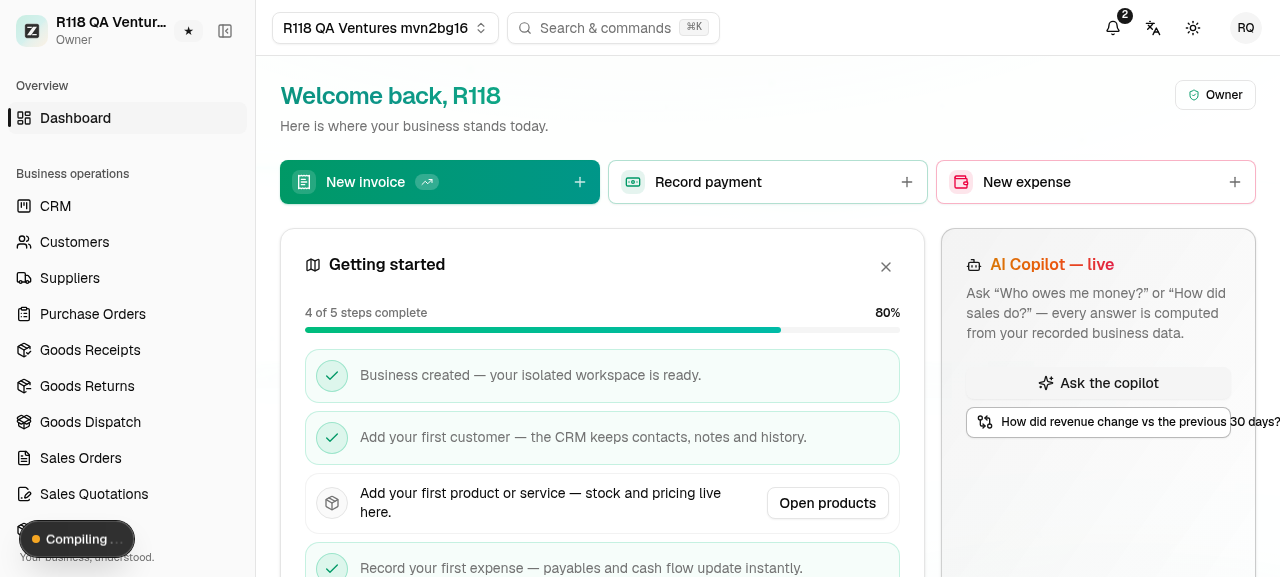 R118 QA Ventur...
Owner
R118 QA Ventures mvn2bg16
Search & commands
⌘K
2
RQ
Overview
Dashboard
Business operations
CRM
Customers
Suppliers
Purchase Orders
Goods Receipts
Goods Returns
Goods Dispatch
Sales Orders
Sales Quotations
Compiling ...
Your business, understood.
Welcome back, R118
Here is where your business stands today.
Owner
New invoice
Record payment
New expense
Getting started
4 of 5 steps complete
80%
Business created — your isolated workspace is ready.
Add your first customer — the CRM keeps contacts, notes and history.
Add your first product or service — stock and pricing live
here.
Open products
Record your first expense — payables and cash flow update instantly.
AI Copilot — live
Ask “Who owes me money?” or “How did
sales do?” — every answer is computed
from your recorded business data.
Ask the copilot
How did revenue change vs the previous 30 days?